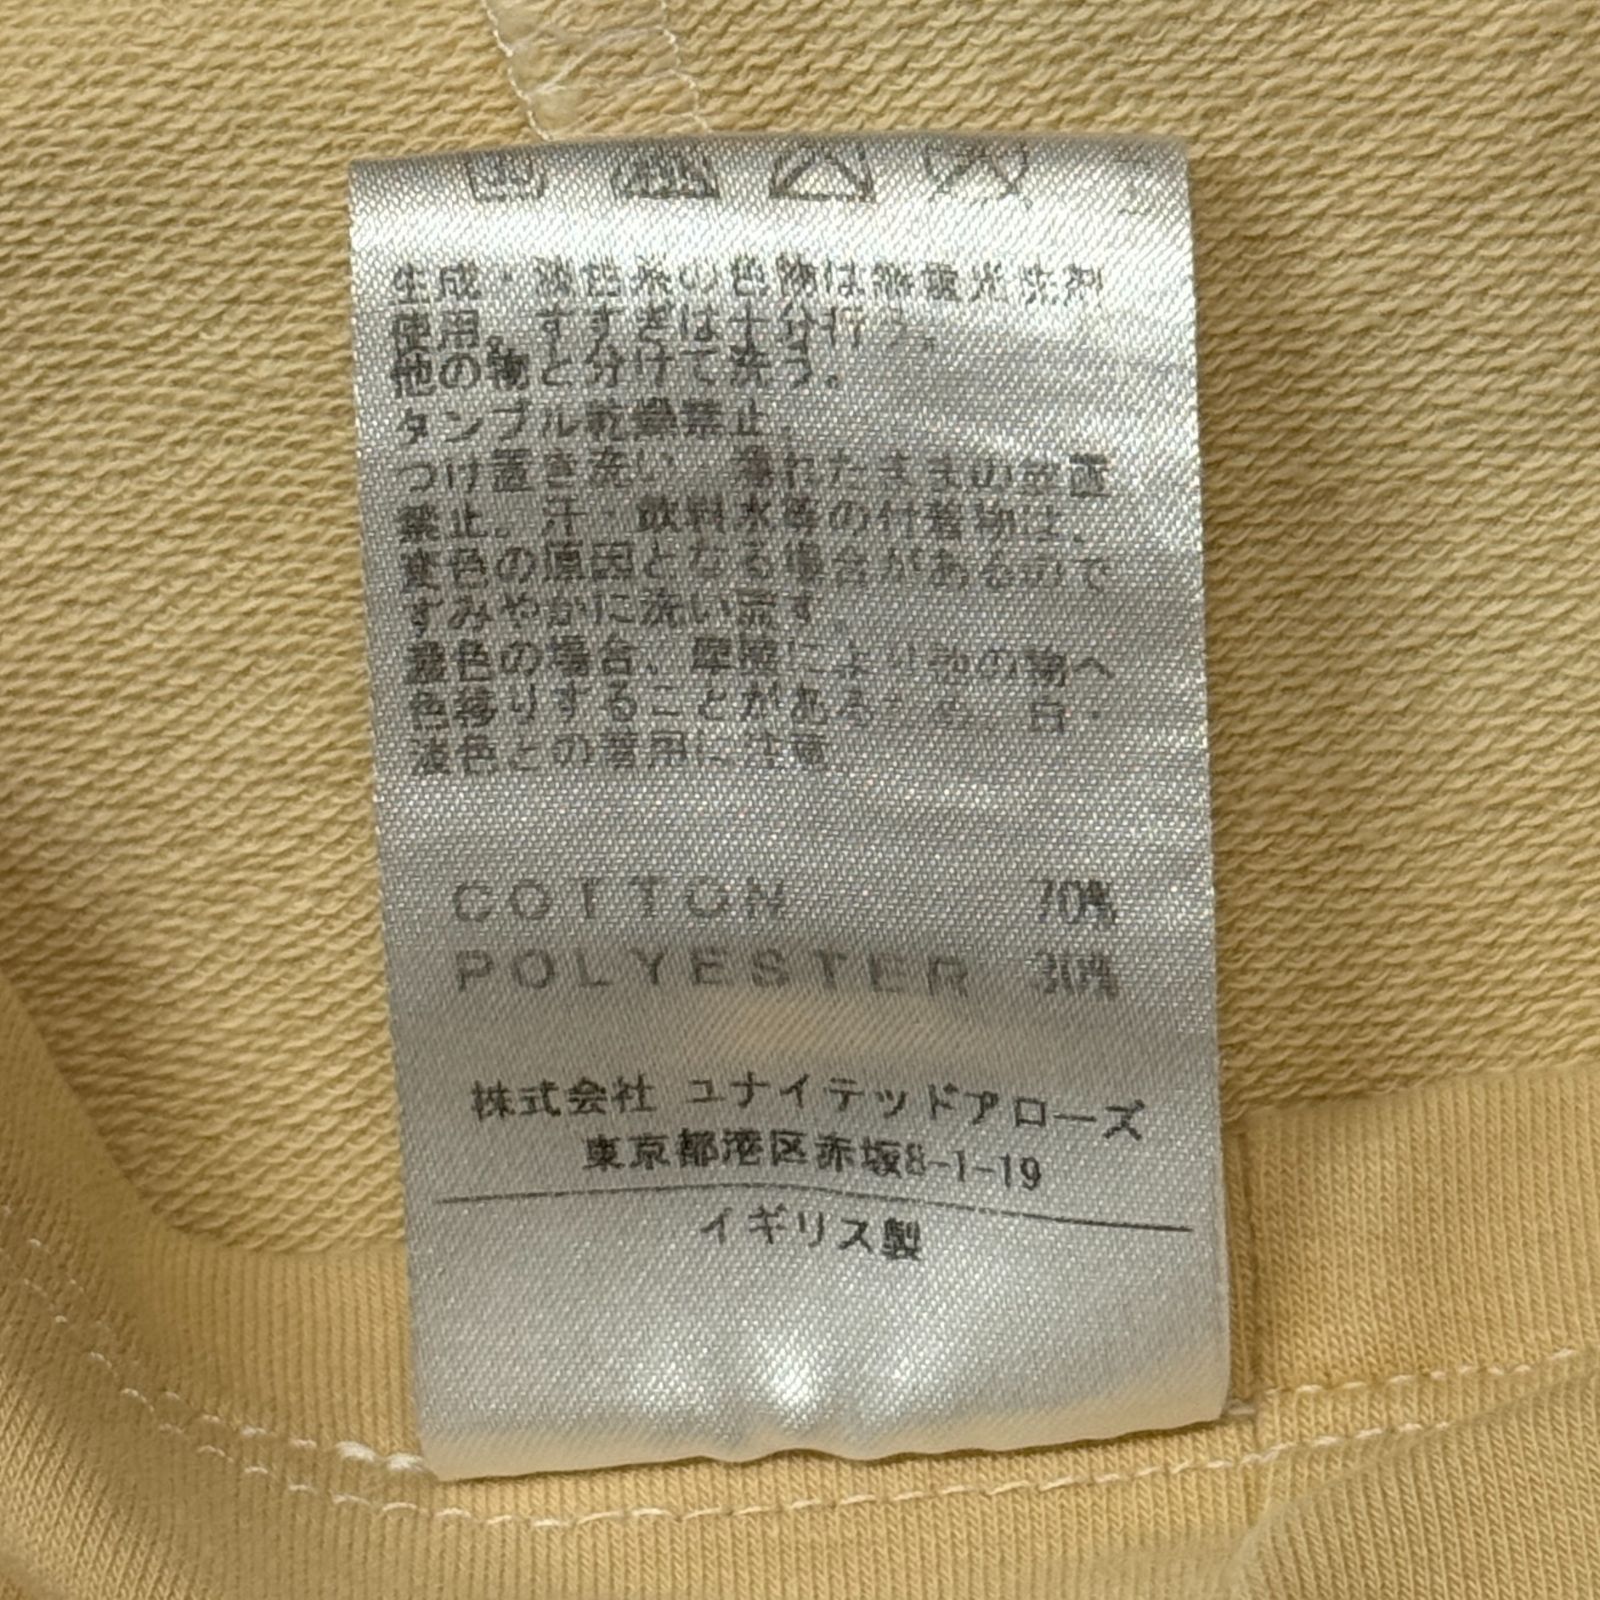 生成・淡色系の色物は無蛍光洗剤
使用。すすぎは十分行う。
他の物と分けて洗う。
タンブル乾燥禁止。
つけ置き洗い、濡れたままの放置
禁止。汗・飲料水等の付着物は、
変色の原因となる場合があるので
すみやかに洗い流す。
濃色の場合、摩擦により他の物へ
色移りすることがあるため、白・
淡色との着用に注意
COTTON 70%
POLYESTER 30%
株式会社 ユナイテッドアローズ
東京都港区赤坂8-1-19
イギリス製